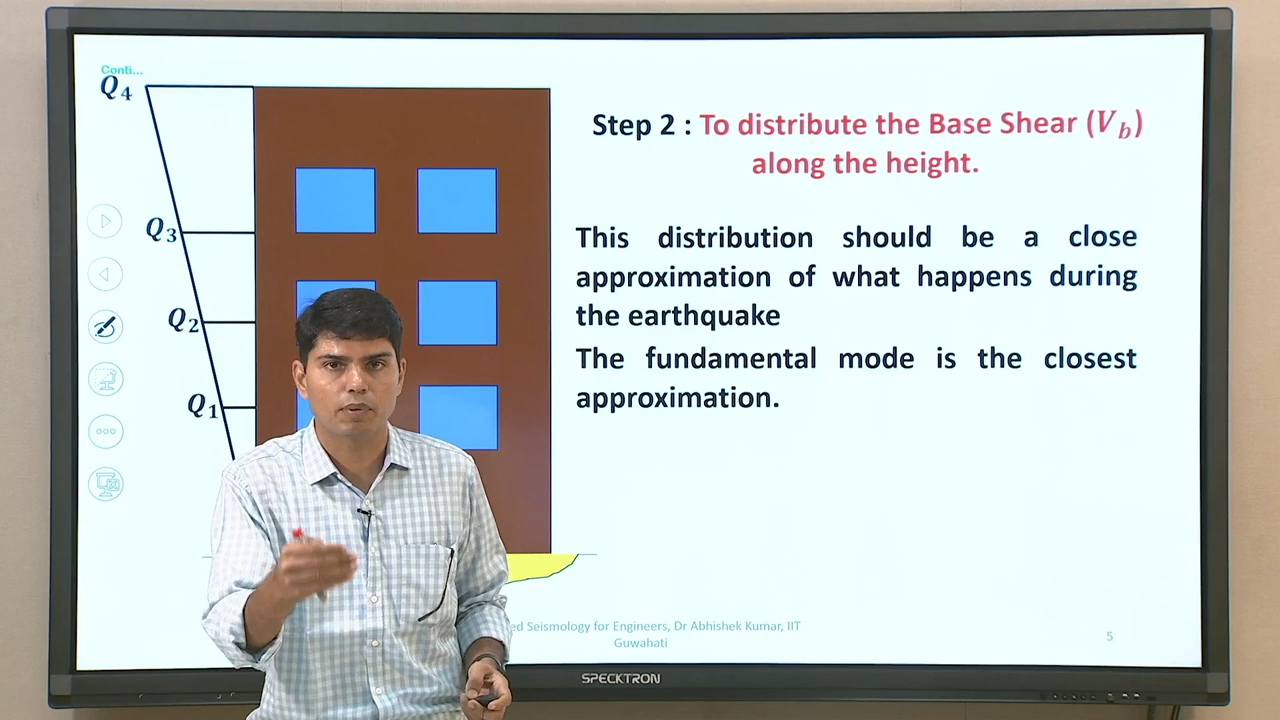 Conti...
Q4
Q3
Q2
Q1
Step 2 : To distribute the Base Shear (Vb)
along the height.
This distribution should be a close
approximation of what happens during
the earthquake
The fundamental mode is the closest
approximation.
Seismology for Engineers, Dr Abhishek Kumar, IIT
Guwahati
5
SPECKTRON